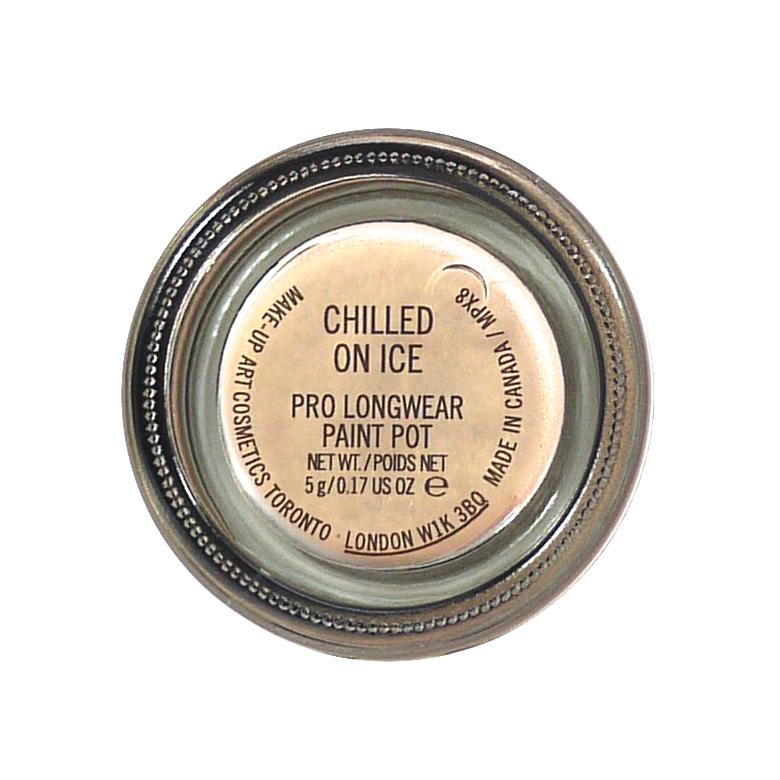 CHILLED
ON ICE
PRO LONGWEAR
PAINT POT
NET WT./POIDS NET
5 g/0.17 US OZ ℮
MAKE-UP ART COSMETICS TORONTO · LONDON W1K 3BQ MADE IN CANADA / MPX8